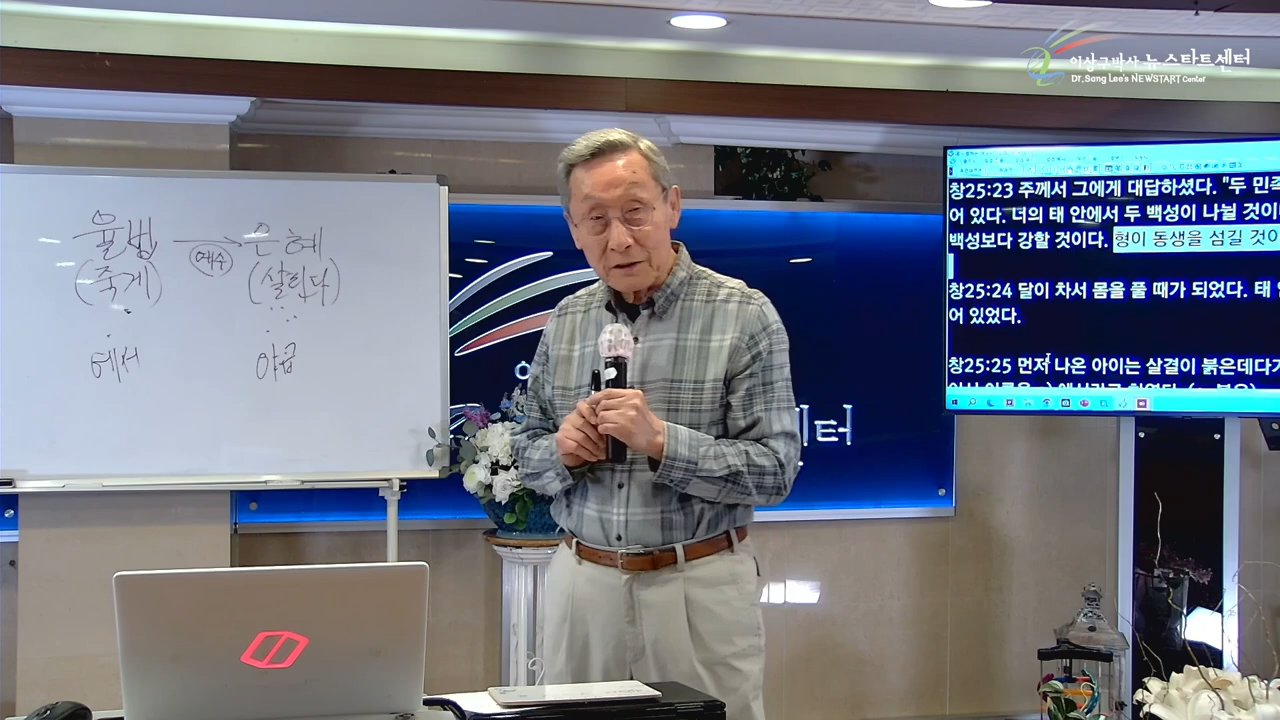 이상구박사 뉴스타트센터
Dr. Sang Lee's NEWSTART Center
율법 → 은혜
예수
(죽게) (살린다)
에서 야곱
창25:23 주께서 그에게 대답하셨다. "두 민족
어 있다. 너의 태 안에서 두 백성이 나뉠 것이
백성보다 강할 것이다. 형이 동생을 섬길 것이
창25:24 달이 차서 몸을 풀 때가 되었다. 태
어 있었다.
창25:25 먼저 나온 아이는 살결이 붉은데다가
센터